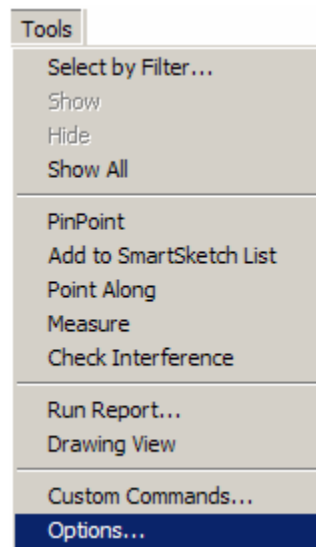 Tools
Select by Filter...
Show
Hide
Show All
PinPoint
Add to SmartSketch List
Point Along
Measure
Check Interference
Run Report...
Drawing View
Custom Commands...
Options...